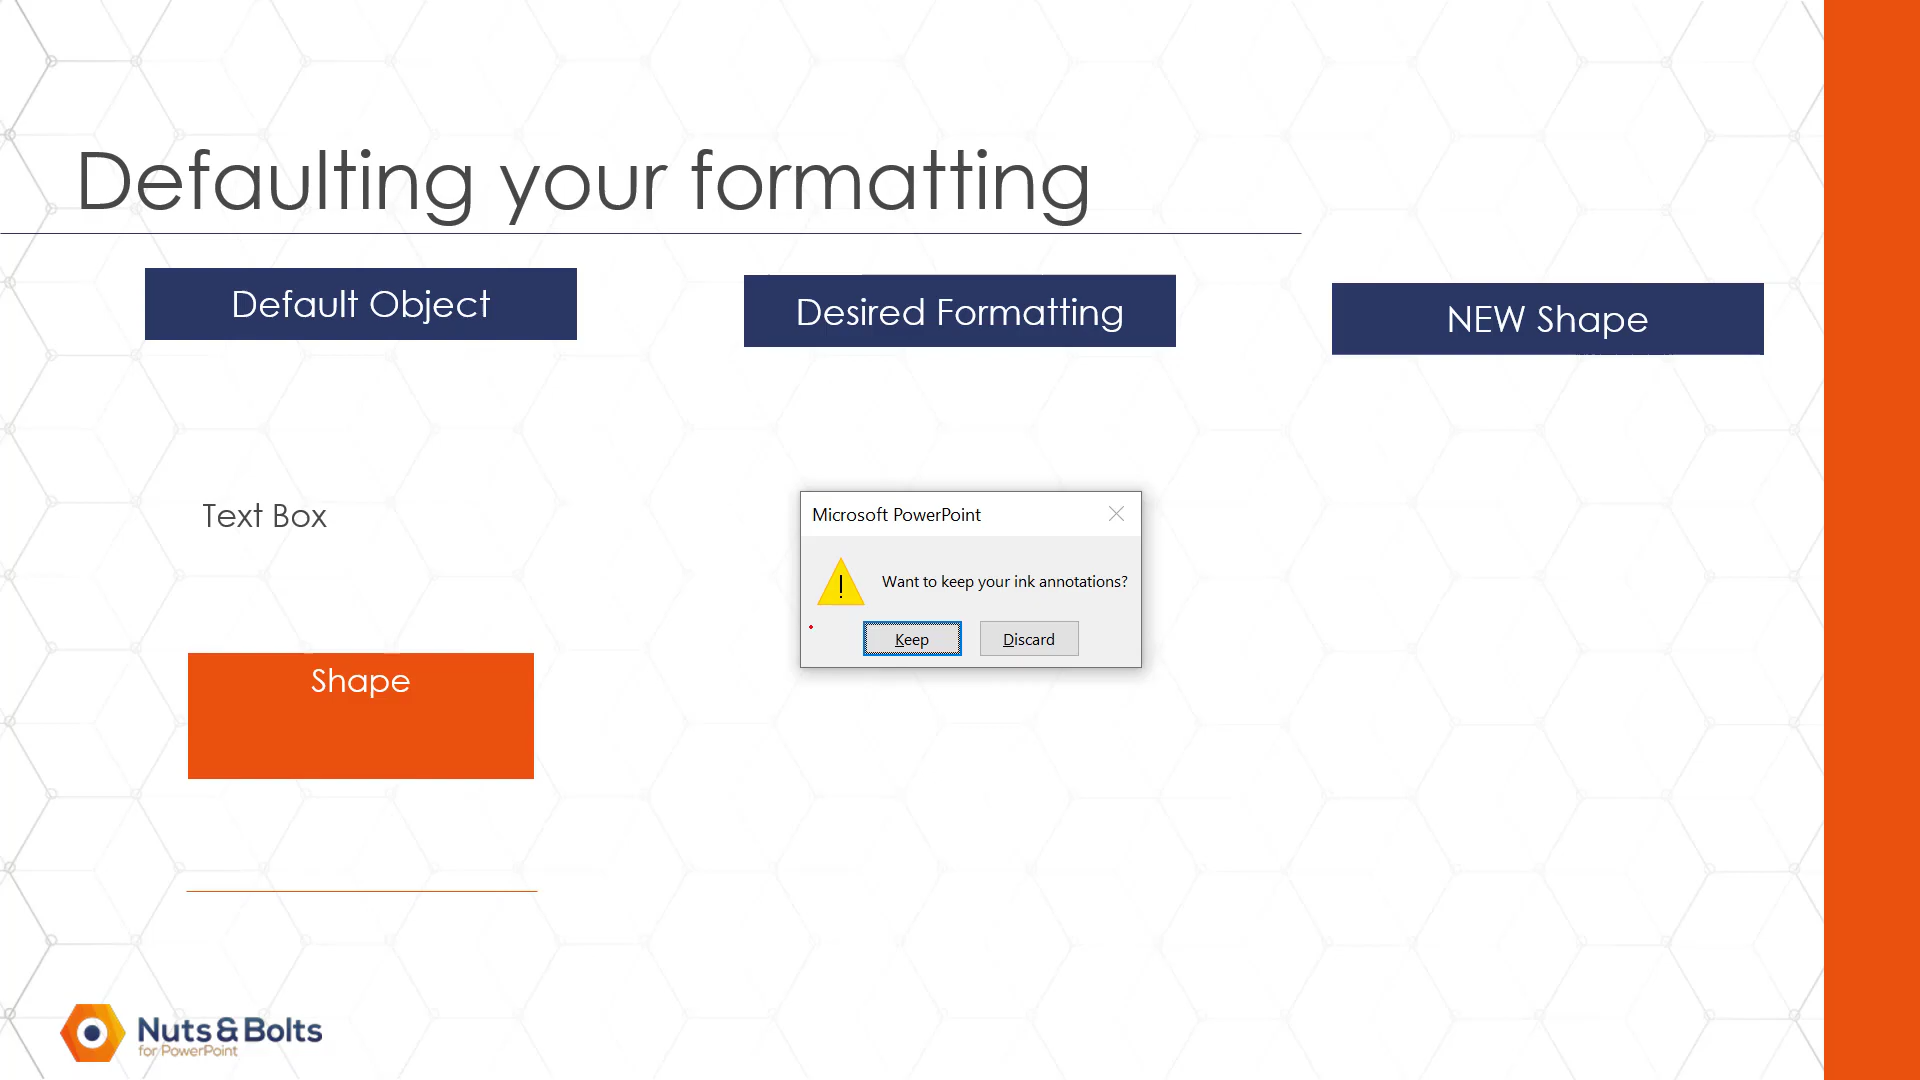 Defaulting your formatting
Default Object
Desired Formatting
NEW Shape
Text Box
Microsoft PowerPoint
Want to keep your ink annotations?
Keep
Discard
Shape
Nuts&Bolts
for PowerPoint